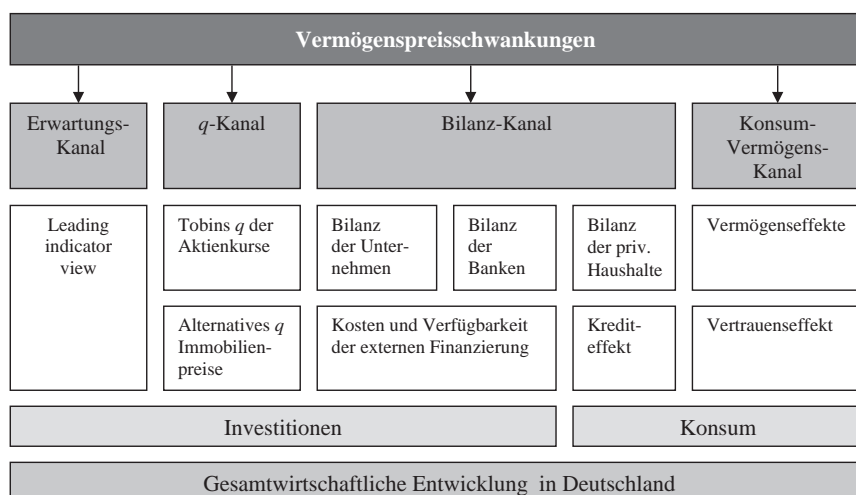 Vermögenspreisschwankungen
Erwartungs-
Kanal
q-Kanal
Bilanz-Kanal
Konsum-
Vermögens-
Kanal
Leading
indicator
view
Tobins q der
Aktienkurse
Bilanz
der Unter-
nehmen
Bilanz
der
Banken
Bilanz
der priv.
Haushalte
Vermögenseffekte
Alternatives q
Immobilien-
preise
Kosten und Verfügbarkeit
der externen Finanzierung
Kredit-
effekt
Vertrauenseffekt
Investitionen
Konsum
Gesamtwirtschaftliche Entwicklung in Deutschland